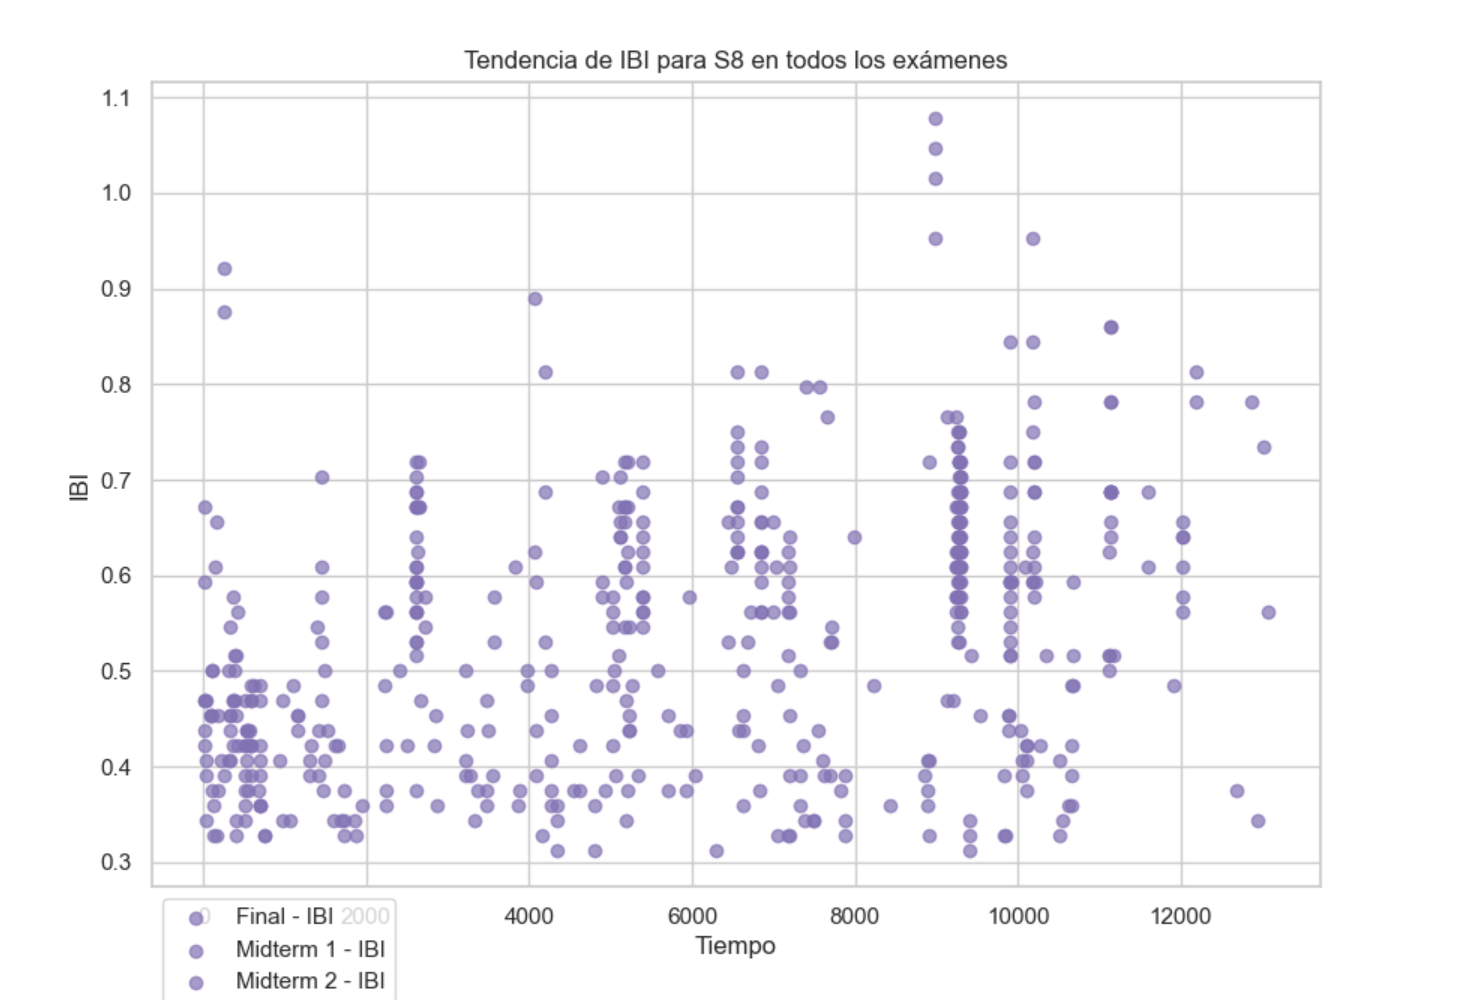 Tendencia de IBI para S8 en todos los exámenes
1.1
1.0
0.9
0.8
0.7
0.6
0.5
0.4
0.3
IBI
0 2000 4000 6000 8000 10000 12000
Tiempo
Final - IBI
Midterm 1 - IBI
Midterm 2 - IBI